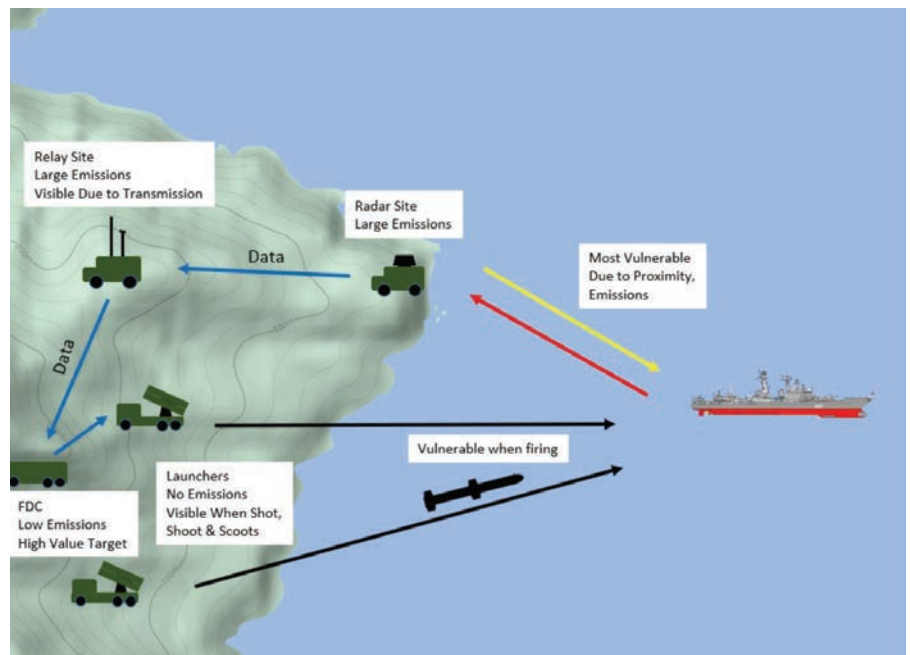 Relay Site
Large Emissions
Visible Due to Transmission
Radar Site
Large Emissions
Data
Most Vulnerable
Due to Proximity,
Emissions
Data
Vulnerable when firing
Launchers
No Emissions
Visible When Shot,
Shoot & Scoots
FDC
Low Emissions
High Value Target